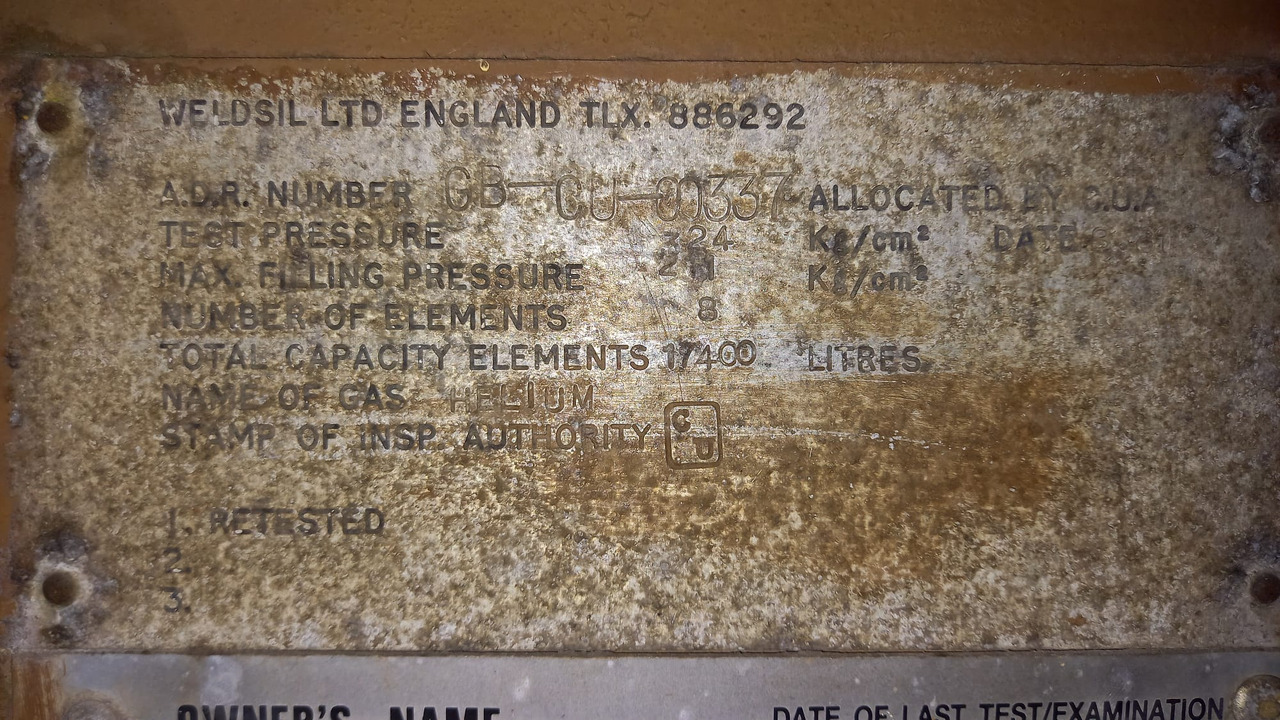 WELDSIL LTD ENGLAND TLX. 886292
A.D.R. NUMBER GB-CU-00337 ALLOCATED BY C.U.A
TEST PRESSURE 324 Kg/cm² DATE
MAX. FILLING PRESSURE Kg/cm²
NUMBER OF ELEMENTS 8
TOTAL CAPACITY ELEMENTS 17400 LITRES
NAME OF GAS HELIUM
STAMP OF INSP. AUTHORITY CU
1. RETESTED
2.
3.
OWNER'S NAME DATE OF LAST TEST/EXAMINATION